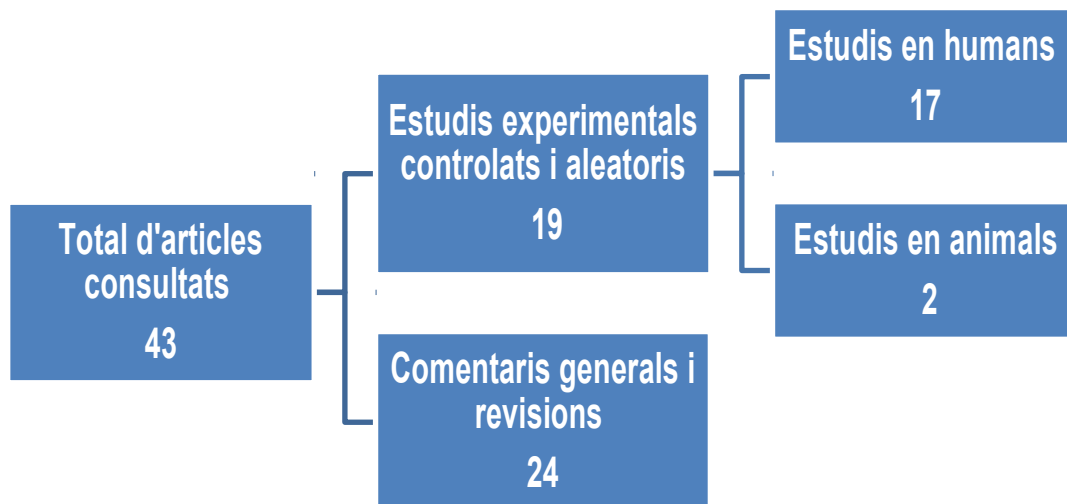 Total d'articles
consultats
43
Estudis experimentals
controlats i aleatoris
19
Comentaris generals i
revisions
24
Estudis en humans
17
Estudis en animals
2